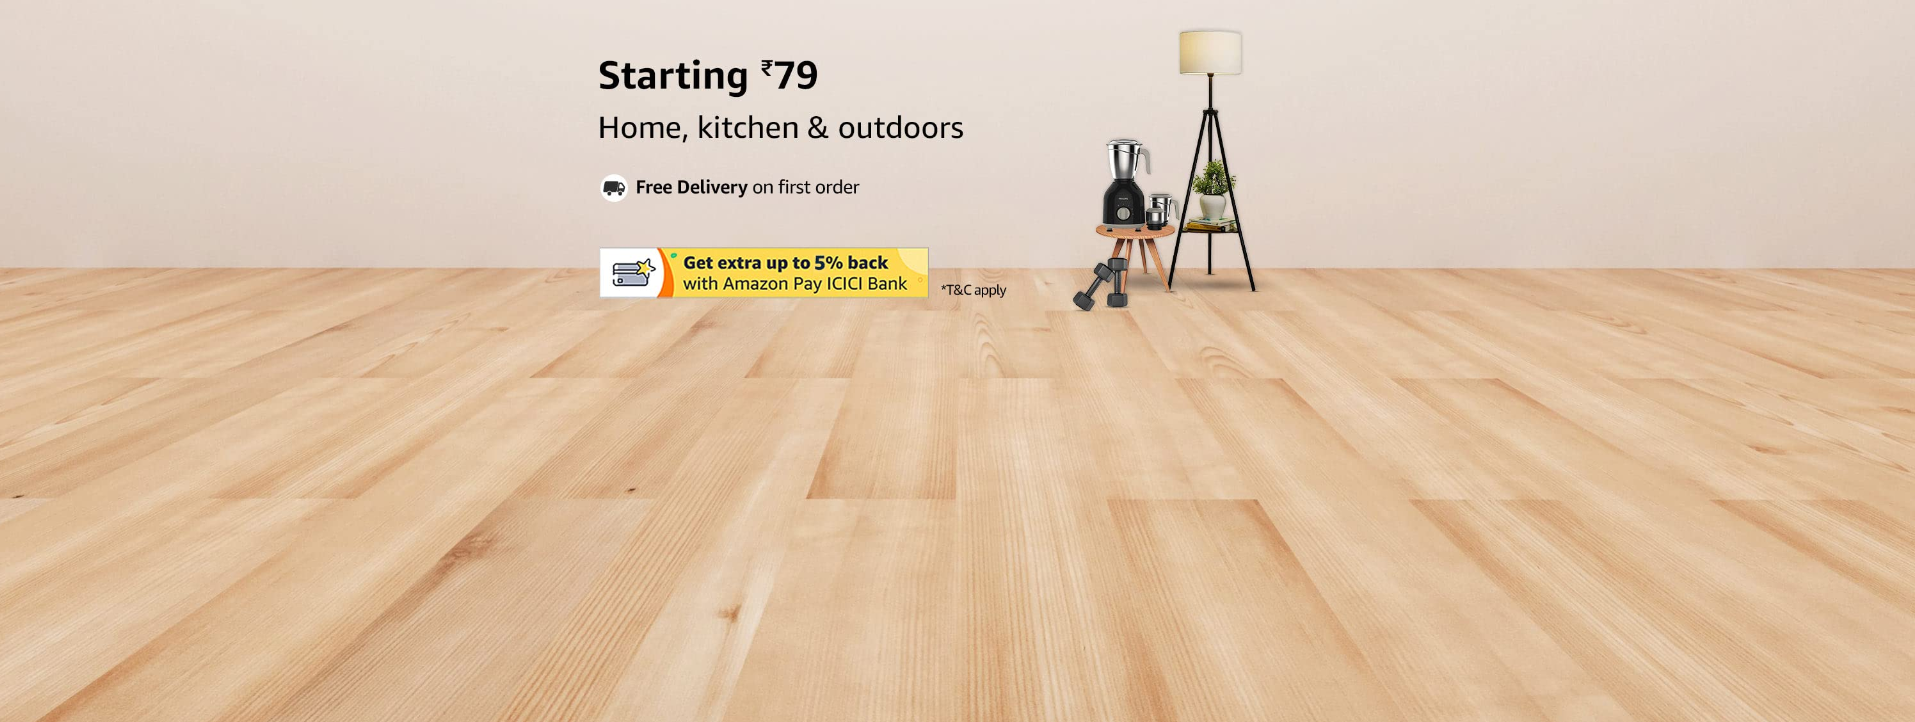 Starting ₹79
Home, kitchen & outdoors
Free Delivery on first order
Get extra up to 5% back
with Amazon Pay ICICI Bank
*T&C apply